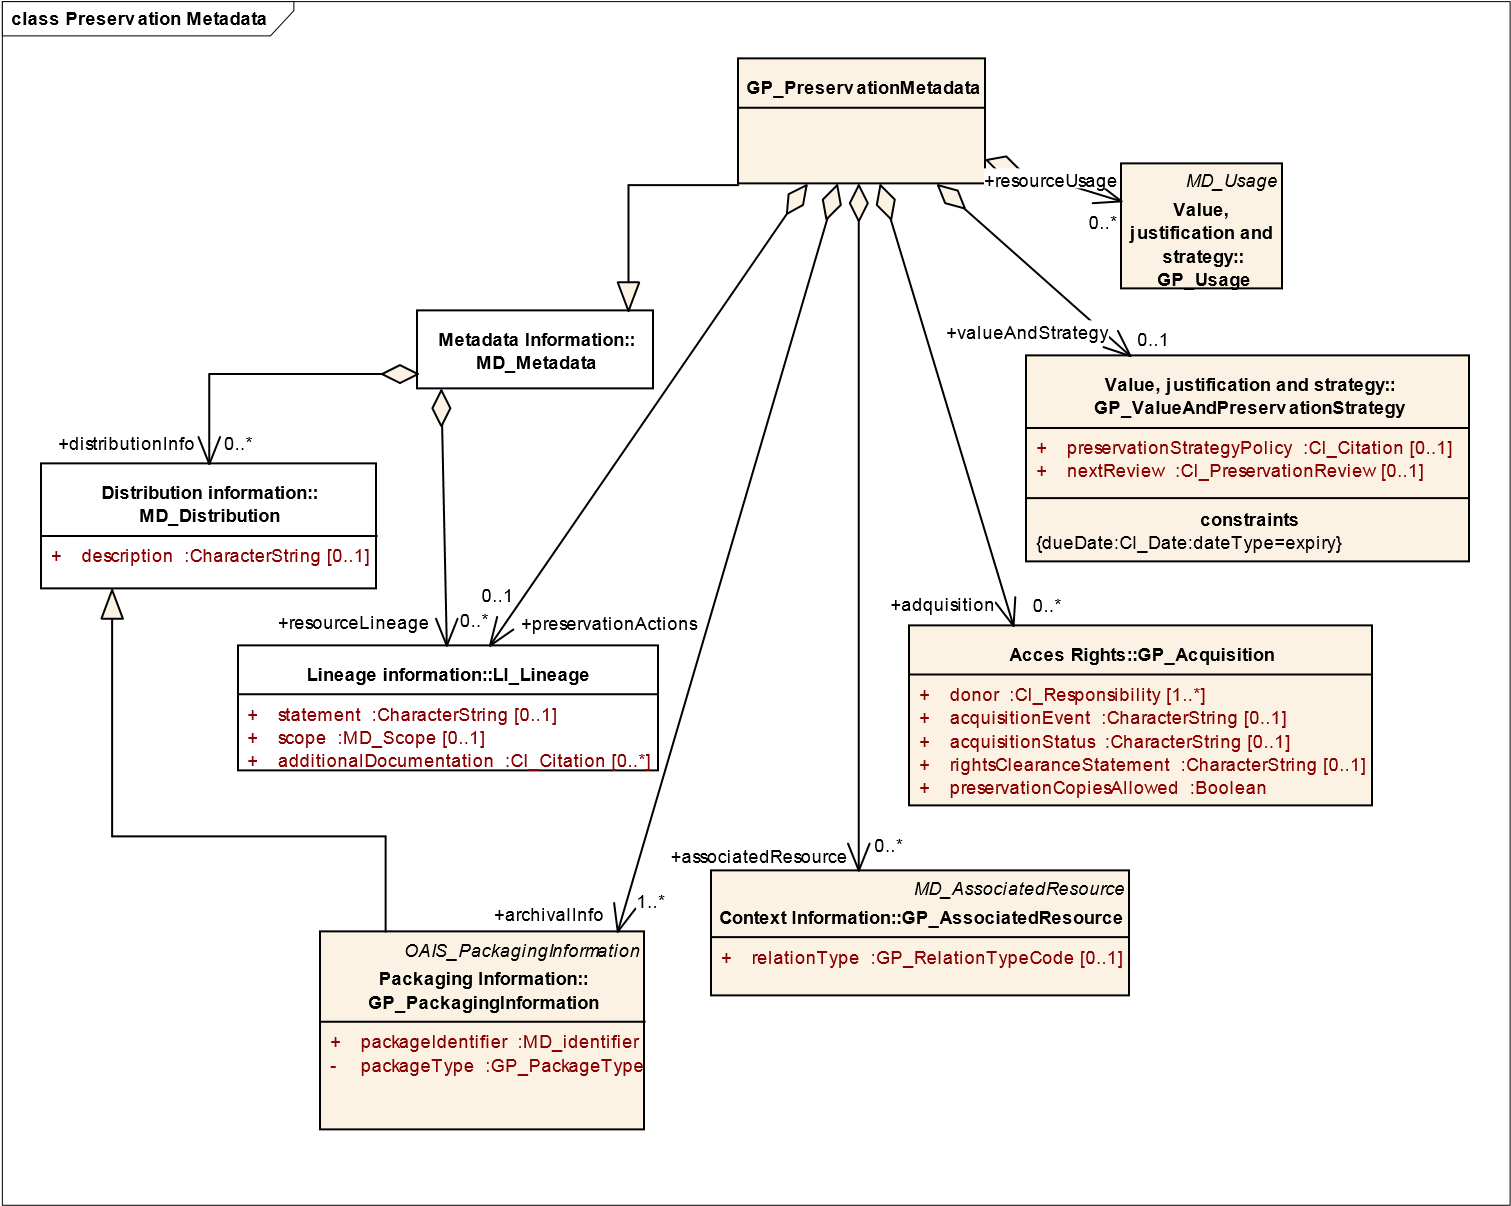 class Preservation Metadata
GP_PreservationMetadata
+resourceUsage
0..*
MD_Usage
Value,
justification and
strategy::
GP_Usage
Metadata Information::
MD_Metadata
+valueAndStrategy
0..1
Value, justification and strategy::
GP_ValueAndPreservationStrategy
+ preservationStrategyPolicy :CI_Citation [0..1]
+ nextReview :CI_PreservationReview [0..1]
constraints
{dueDate:CI_Date:dateType=expiry}
+distributionInfo
0..*
Distribution information::
MD_Distribution
+ description :CharacterString [0..1]
+resourceLineage
0..*
0..1
+preservationActions
Lineage information::LI_Lineage
+ statement :CharacterString [0..1]
+ scope :MD_Scope [0..1]
+ additionalDocumentation :CI_Citation [0..*]
+adquisition
0..*
Acces Rights::GP_Acquisition
+ donor :CI_Responsibility [1..*]
+ acquisitionEvent :CharacterString [0..1]
+ acquisitionStatus :CharacterString [0..1]
+ rightsClearanceStatement :CharacterString [0..1]
+ preservationCopiesAllowed :Boolean
+associatedResource
0..*
MD_AssociatedResource
Context Information::GP_AssociatedResource
+ relationType :GP_RelationTypeCode [0..1]
+archivalInfo
1..*
OAIS_PackagingInformation
Packaging Information::
GP_PackagingInformation
+ packageIdentifier :MD_identifier
- packageType :GP_PackageType